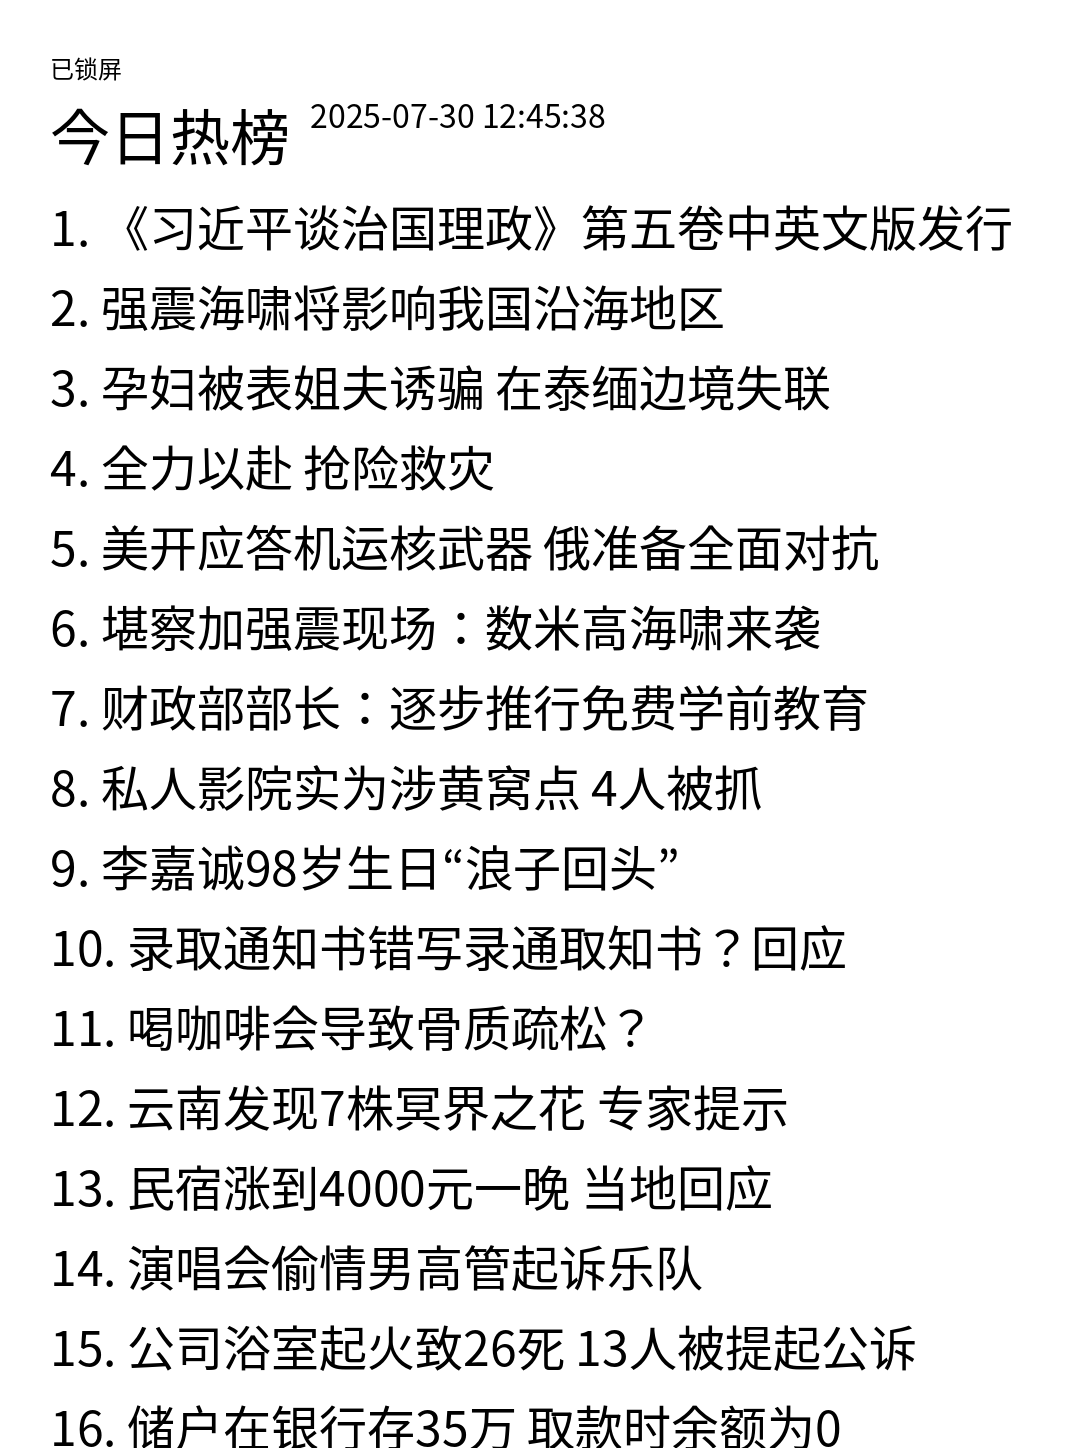 已锁屏
今日热榜 2025-07-30 12:45:38
1. 《习近平谈治国理政》第五卷中英文版发行
2. 强震海啸将影响我国沿海地区
3. 孕妇被表姐夫诱骗 在泰缅边境失联
4. 全力以赴 抢险救灾
5. 美开应答机运核武器 俄准备全面对抗
6. 堪察加强震现场：数米高海啸来袭
7. 财政部部长：逐步推行免费学前教育
8. 私人影院实为涉黄窝点 4人被抓
9. 李嘉诚98岁生日“浪子回头”
10. 录取通知书错写录通取知书？回应
11. 喝咖啡会导致骨质疏松？
12. 云南发现7株冥界之花 专家提示
13. 民宿涨到4000元一晚 当地回应
14. 演唱会偷情男高管起诉乐队
15. 公司浴室起火致26死 13人被提起公诉
16. 储户在银行存35万 取款时余额为0